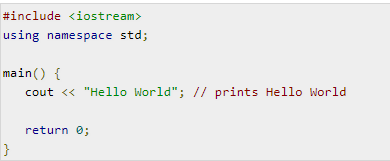 #include <iostream>
using namespace std;
main() {
cout << "Hello World"; // prints Hello World
return 0;
}